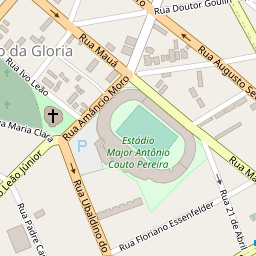 Rua Doutor Goulin
o da Gloria
Rua Mauá
Rua Ivo Leão
Rua Augusto Se
Rua Amâncio Moro
Rua Maria Clara
P
Estádio
Major Antônio
Couto Pereira
Rua Ma
o Leão Júnior
Rua Ubaldino do
Rua Padre Ca
Rua Floriano Essenfelder
Rua 21 de Abril